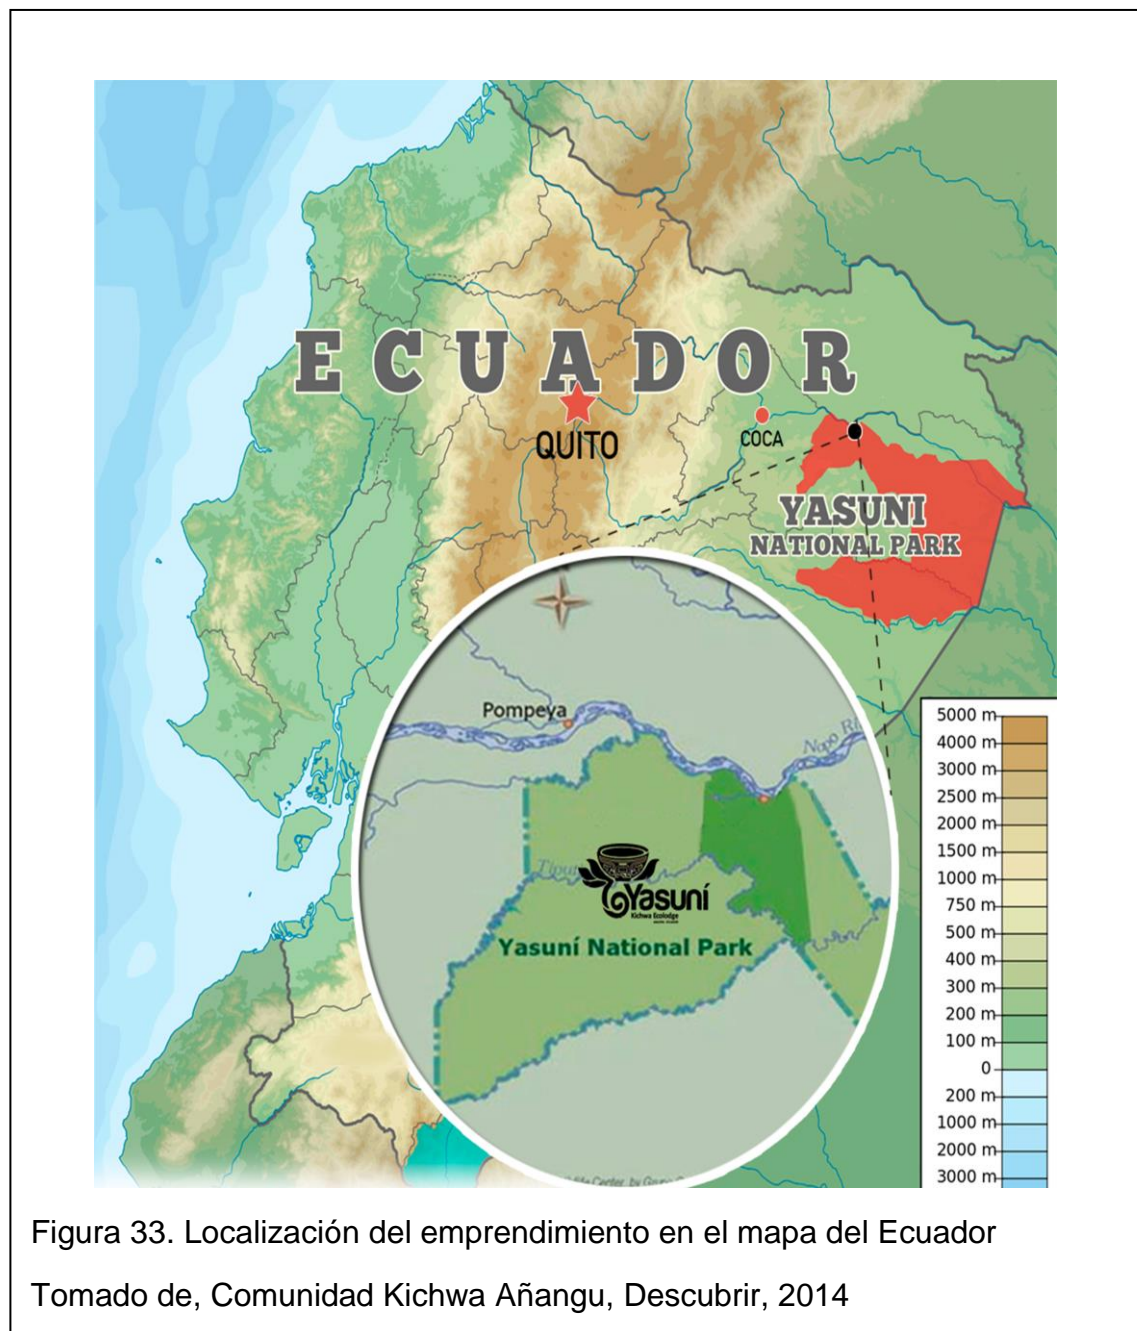 ECUADOR
QUITO
COCA
YASUNI
NATIONAL PARK
Pompeya
Napo
Yasuní
Kichwa Ecolodge
Yasuní National Park
5000 m
4000 m
3000 m
2500 m
2000 m
1500 m
1000 m
750 m
500 m
400 m
300 m
200 m
100 m
0
200 m
1000 m
2000 m
3000 m
Figura 33. Localización del emprendimiento en el mapa del Ecuador
Tomado de, Comunidad Kichwa Añangu, Descubrir, 2014